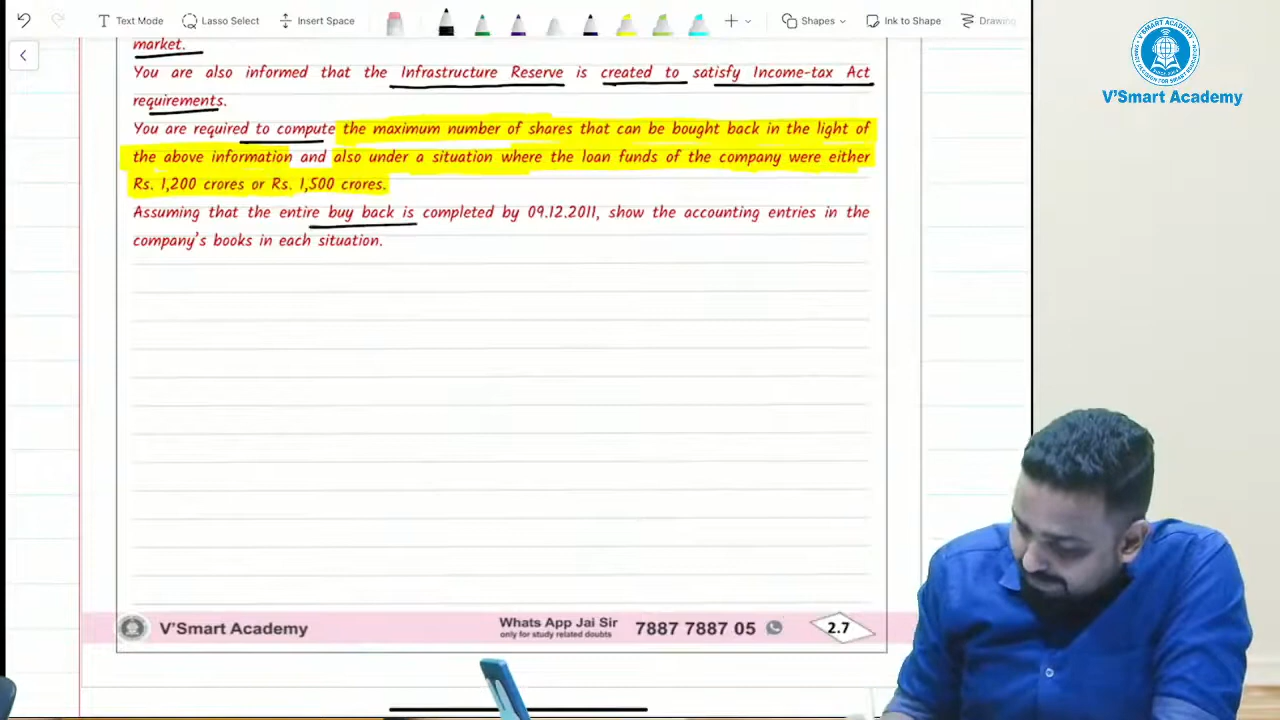 Text Mode
Lasso Select
Insert Space
Shapes
Ink to Shape
Drawing
V'SMART ACADEMY
V'Smart Academy
market.
You are also informed that the Infrastructure Reserve is created to satisfy Income-tax Act
requirements.
You are required to compute the maximum number of shares that can be bought back in the light of
the above information and also under a situation where the loan funds of the company were either
Rs. 1,200 crores or Rs. 1,500 crores.
Assuming that the entire buy back is completed by 09.12.2011, show the accounting entries in the
company's books in each situation.
V'Smart Academy
Whats App Jai Sir
only for study related doubts
7887 7887 05
2.7